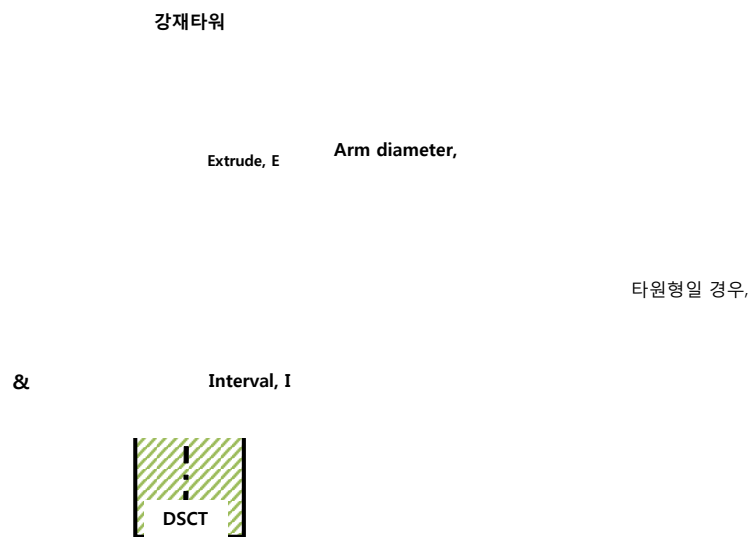 강재타워
Extrude, E
Arm diameter,
타원형일 경우,
&
Interval, I
DSCT